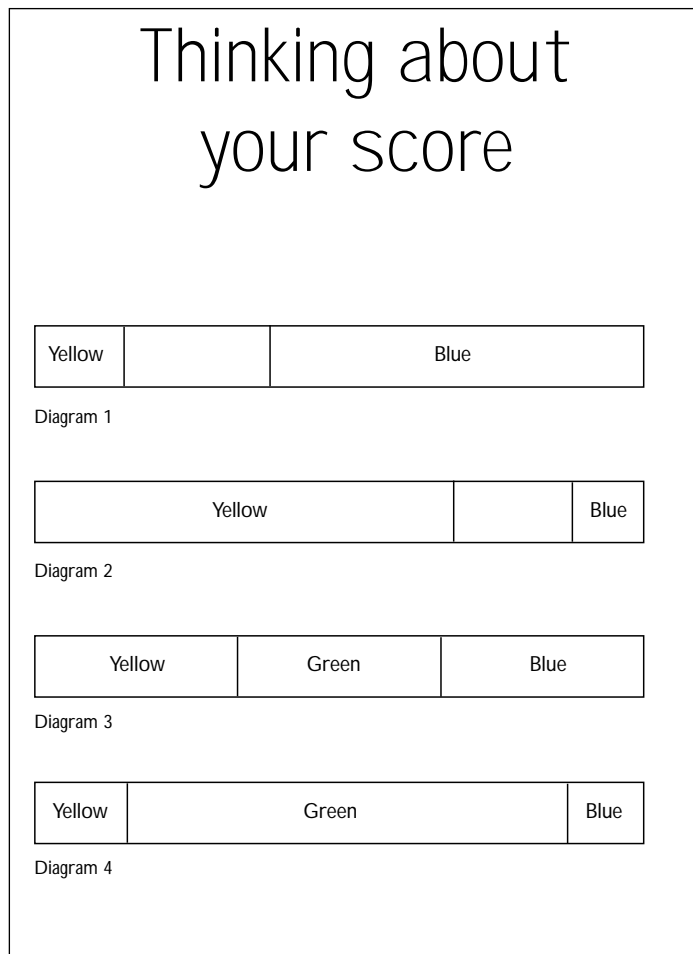 Thinking about
your score
Yellow Blue
Diagram 1
Yellow Blue
Diagram 2
Yellow Green Blue
Diagram 3
Yellow Green Blue
Diagram 4